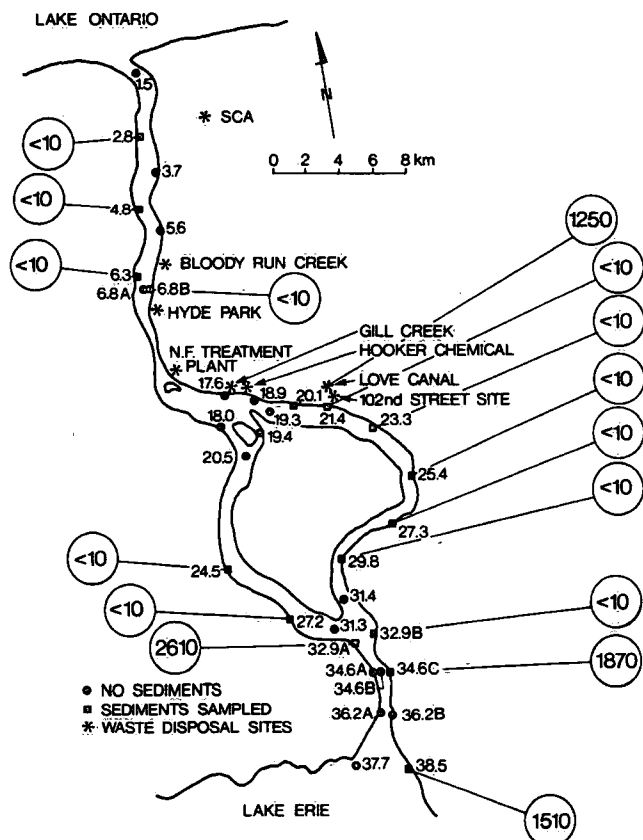 LAKE ONTARIO
1.5
* SCA
N
<10
2.8
3.7
0 2 4 6 8 km
<10
4.8
5.6
1250
<10
6.3
* BLOODY RUN CREEK
<10
6.8A
6.8B
<10
* HYDE PARK
<10
GILL CREEK
N.F. TREATMENT
* PLANT
HOOKER CHEMICAL
<10
17.6
18.9
20.1
* LOVE CANAL
* 102nd STREET SITE
18.0
19.3
21.4
23.3
<10
19.4
20.5
25.4
<10
27.3
<10
24.5
29.8
31.4
<10
27.2
31.3
32.9B
<10
2610
32.9A
34.6A
34.6C
1870
34.6B
● NO SEDIMENTS
■ SEDIMENTS SAMPLED
* WASTE DISPOSAL SITES
36.2A
36.2B
37.7
38.5
LAKE ERIE
1510